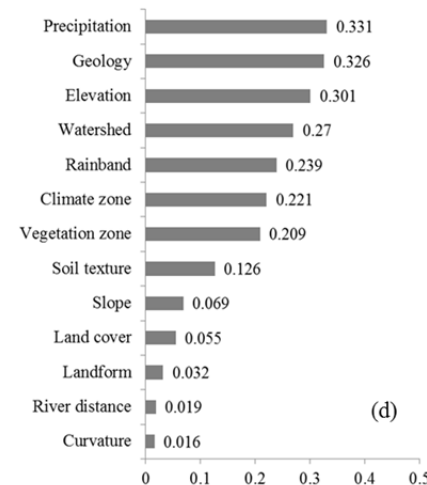 Precipitation 0.331
Geology 0.326
Elevation 0.301
Watershed 0.27
Rainband 0.239
Climate zone 0.221
Vegetation zone 0.209
Soil texture 0.126
Slope 0.069
Land cover 0.055
Landform 0.032
River distance 0.019
(d)
Curvature 0.016
0 0.1 0.2 0.3 0.4 0.5